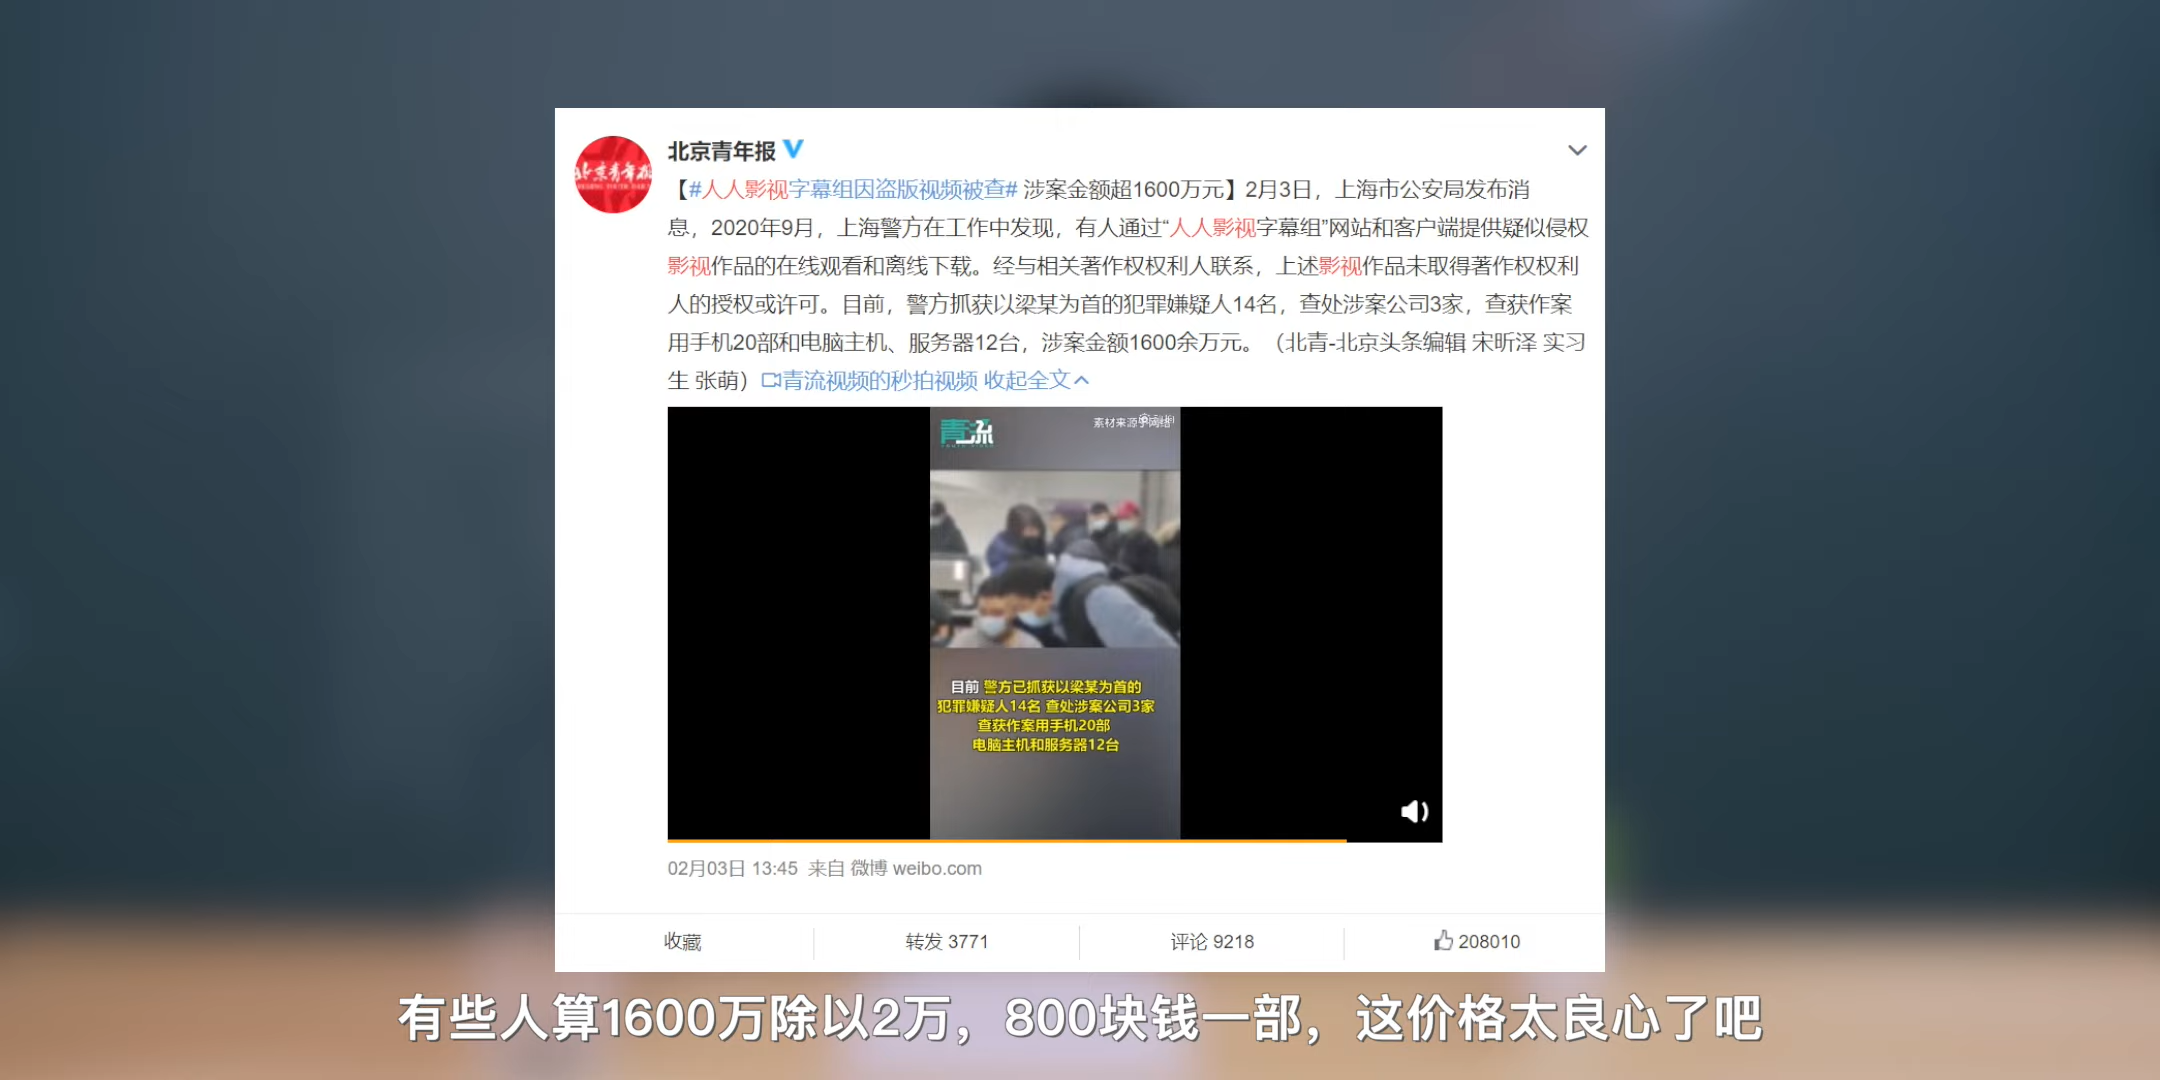 北京青年报
【#人人影视字幕组因盗版视频被查# 涉案金额超1600万元】2月3日，上海市公安局发布消
息，2020年9月，上海警方在工作中发现，有人通过“人人影视字幕组”网站和客户端提供疑似侵权
影视作品的在线观看和离线下载。经与相关著作权权利人联系，上述影视作品未取得著作权权利
人的授权或许可。目前，警方抓获以梁某为首的犯罪嫌疑人14名，查处涉案公司3家，查获作案
用手机20部和电脑主机、服务器12台，涉案金额1600余万元。（北青-北京头条编辑 宋昕泽 实习
生 张萌）青流视频的秒拍视频 收起全文
青流
素材来源于网络
目前 警方已抓获以梁某为首的
犯罪嫌疑人14名 查处涉案公司3家
查获作案用手机20部
电脑主机和服务器12台
02月03日 13:45 来自 微博 weibo.com
收藏
转发 3771
评论 9218
208010
有些人算1600万除以2万，800块钱一部，这价格太良心了吧